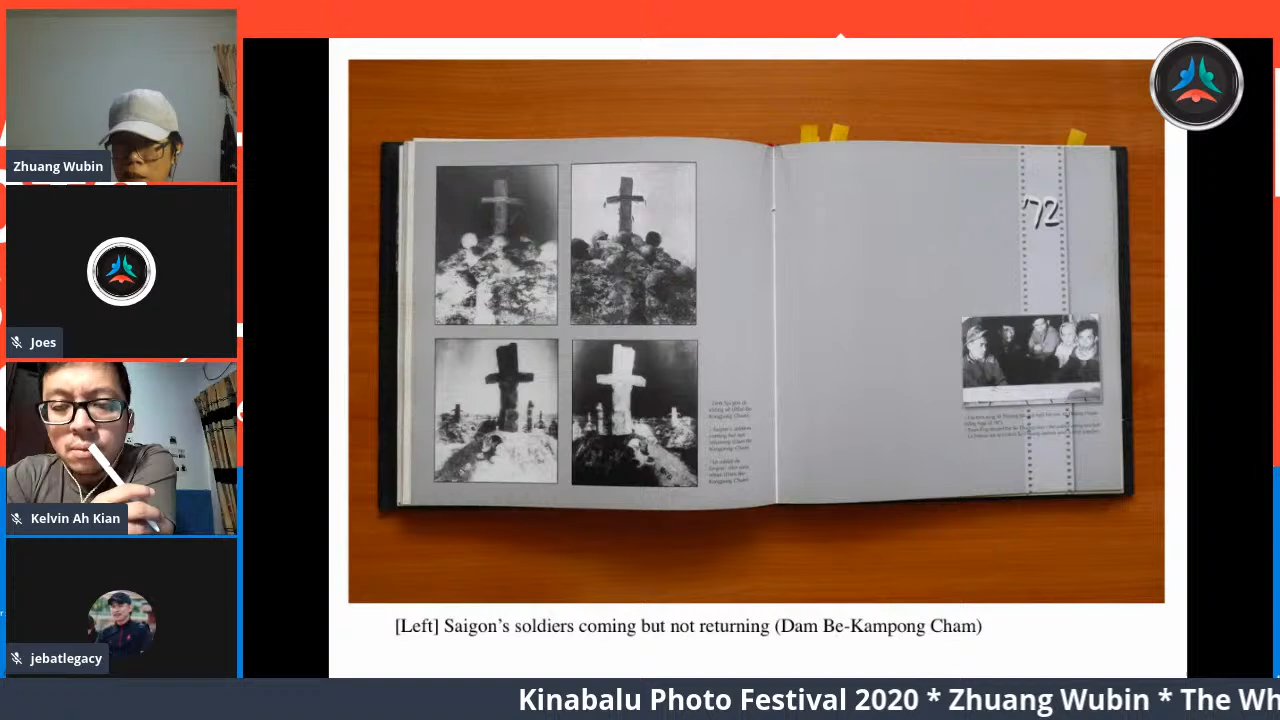 Zhuang Wubin
Joes
Kelvin Ah Kian
jebatlegacy
'72
[Left] Saigon's soldiers coming but not returning (Dam Be-Kampong Cham)
Kinabalu Photo Festival 2020 * Zhuang Wubin * The Wh